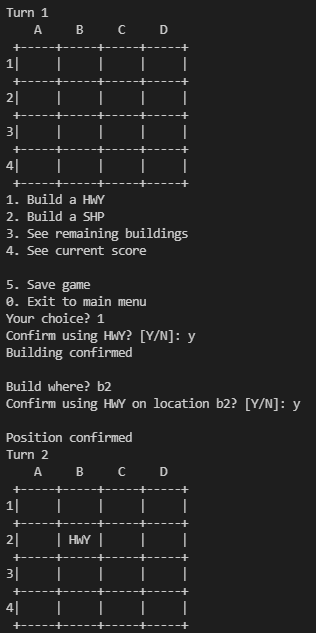 Turn 1
    A     B     C     D
 +-----+-----+-----+-----+
1|     |     |     |     |
 +-----+-----+-----+-----+
2|     |     |     |     |
 +-----+-----+-----+-----+
3|     |     |     |     |
 +-----+-----+-----+-----+
4|     |     |     |     |
 +-----+-----+-----+-----+
1. Build a HWY
2. Build a SHP
3. See remaining buildings
4. See current score

5. Save game
0. Exit to main menu
Your choice? 1
Confirm using HWY? [Y/N]: y
Building confirmed

Build where? b2
Confirm using HWY on location b2? [Y/N]: y

Position confirmed
Turn 2
    A     B     C     D
 +-----+-----+-----+-----+
1|     |     |     |     |
 +-----+-----+-----+-----+
2|     | HWY |     |     |
 +-----+-----+-----+-----+
3|     |     |     |     |
 +-----+-----+-----+-----+
4|     |     |     |     |
 +-----+-----+-----+-----+